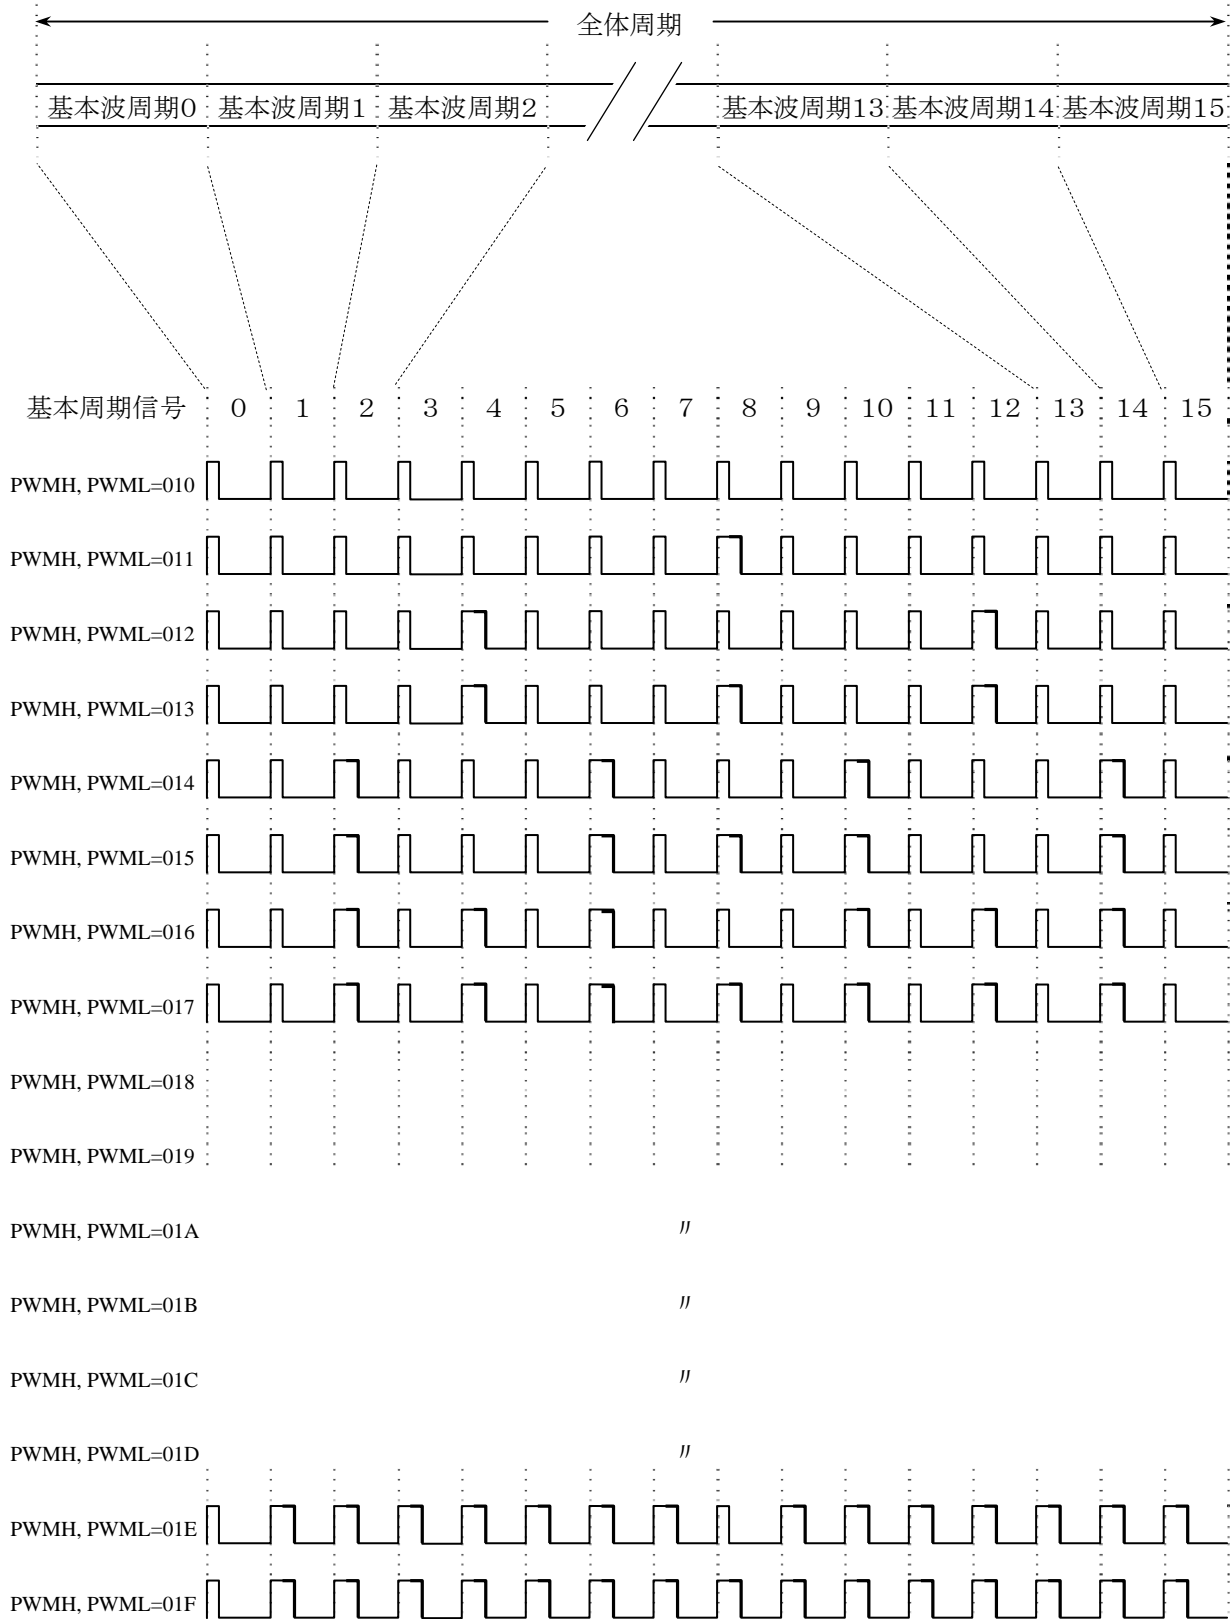 全体周期
基本波周期0 基本波周期1 基本波周期2 基本波周期13 基本波周期14 基本波周期15
基本周期信号 0 1 2 3 4 5 6 7 8 9 10 11 12 13 14 15
PWMH, PWML=010
PWMH, PWML=011
PWMH, PWML=012
PWMH, PWML=013
PWMH, PWML=014
PWMH, PWML=015
PWMH, PWML=016
PWMH, PWML=017
PWMH, PWML=018
PWMH, PWML=019
PWMH, PWML=01A 〃
PWMH, PWML=01B 〃
PWMH, PWML=01C 〃
PWMH, PWML=01D 〃
PWMH, PWML=01E
PWMH, PWML=01F